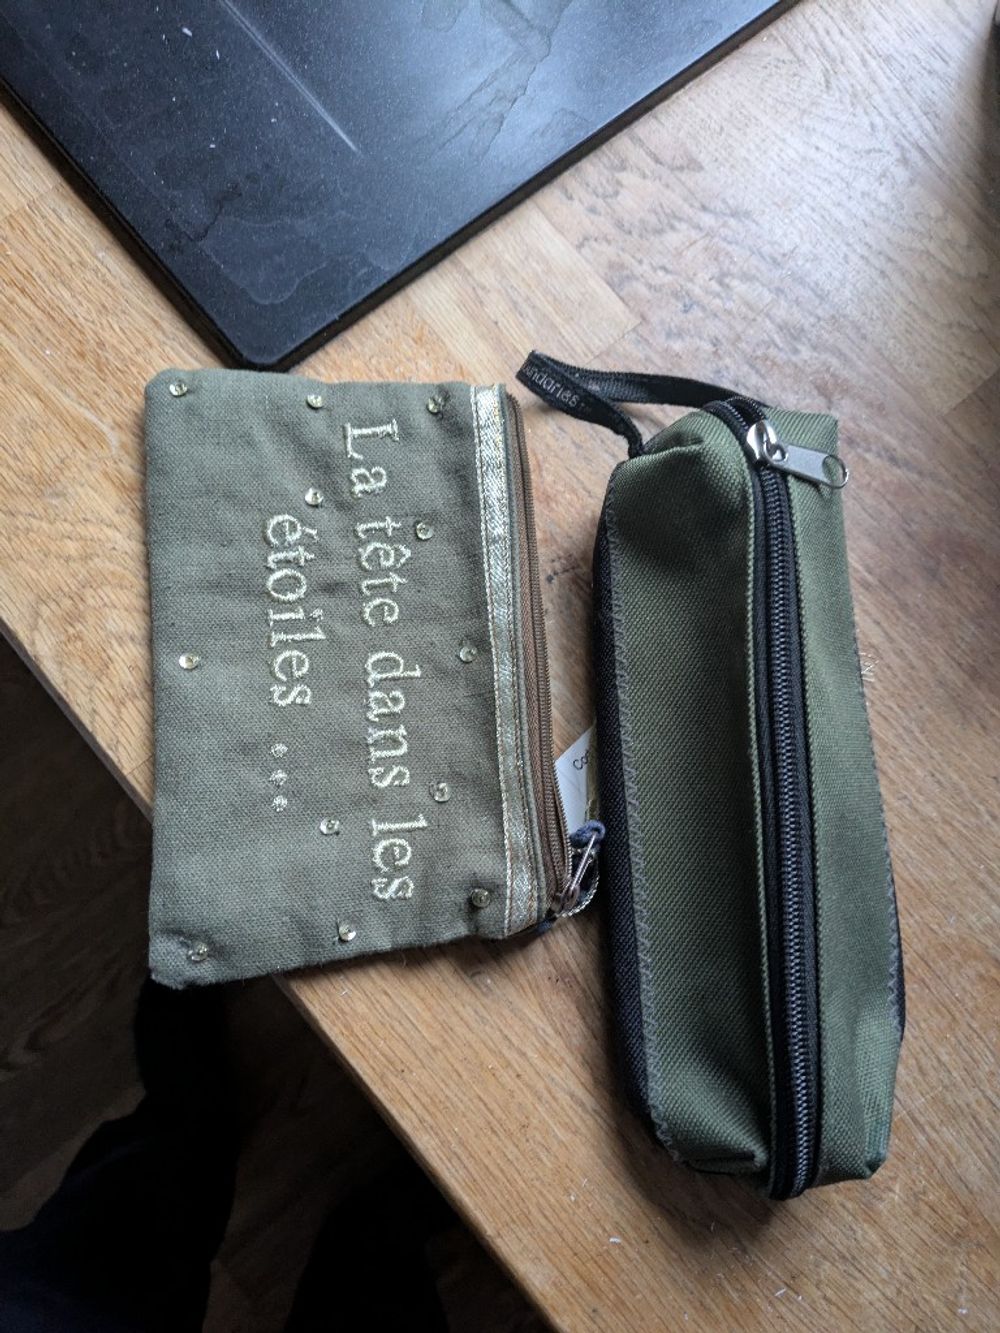 La tête dans les
étoiles ...